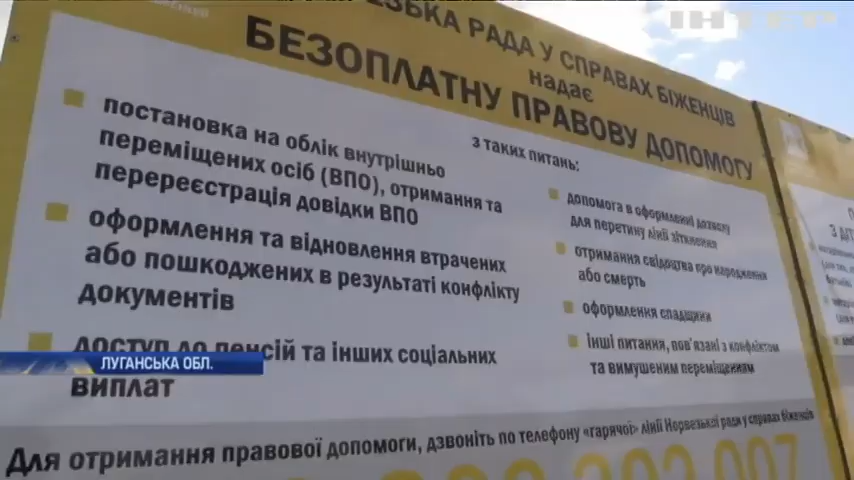 ІНТЕР
РАДА У СПРАВАХ БІЖЕНЦІВ
надає
БЕЗОПЛАТНУ ПРАВОВУ ДОПОМОГУ
з таких питань:
постановка на облік внутрішньо
переміщених осіб (ВПО), отримання та
перереєстрація довідки ВПО
оформлення та відновлення втрачених
або пошкоджених в результаті конфлікту
документів
доступ до пенсій та інших соціальних
виплат
допомога в оформленні дозволу
для перетину лінії зіткнення
отримання свідоцтва про народження
або смерть
оформлення спадщини
інші питання, пов'язані з конфліктом
та вимушеним переміщенням
ЛУГАНСЬКА ОБЛ.
Для отримання правової допомоги, дзвоніть по телефону «гарячої» лінії Норвезької ради у справах біженців